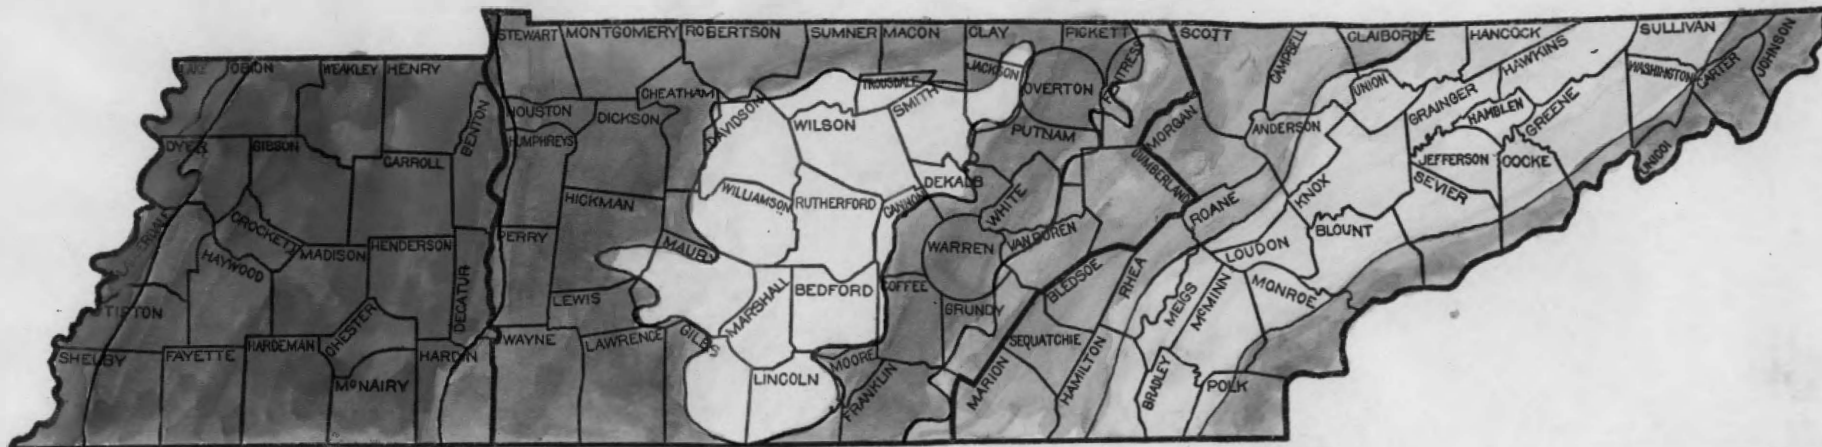 STEWART
MONTGOMERY
ROBERTSON
SUMNER
MACON
CLAY
PICKETT
FENTRESS
SCOTT
CAMPBELL
CLAIBORNE
HANCOCK
HAWKINS
SULLIVAN
JOHNSON
CARTER
WASHINGTON
UNICOI
LAKE
OBION
WEAKLEY
HENRY
BENTON
HOUSTON
HUMPHREYS
DICKSON
CHEATHAM
DAVIDSON
WILSON
TROUSDALE
SMITH
JACKSON
OVERTON
PUTNAM
MORGAN
ANDERSON
UNION
GRAINGER
HAMBLEN
GREENE
DYER
GIBSON
CARROLL
HICKMAN
WILLIAMSON
RUTHERFORD
CANNON
DEKALB
WHITE
CUMBERLAND
ROANE
KNOX
JEFFERSON
COCKE
SEVIER
CROCKETT
HAYWOOD
MADISON
HENDERSON
DECATUR
PERRY
LEWIS
MAURY
MARSHALL
BEDFORD
COFFEE
WARREN
VAN BUREN
GRUNDY
BLEDSOE
RHEA
MEIGS
MCMINN
LOUDON
BLOUNT
MONROE
TIPTON
SHELBY
FAYETTE
HARDEMAN
CHESTER
MCNAIRY
HARDIN
WAYNE
LAWRENCE
GILES
LINCOLN
MOORE
FRANKLIN
MARION
SEQUATCHIE
HAMILTON
BRADLEY
POLK